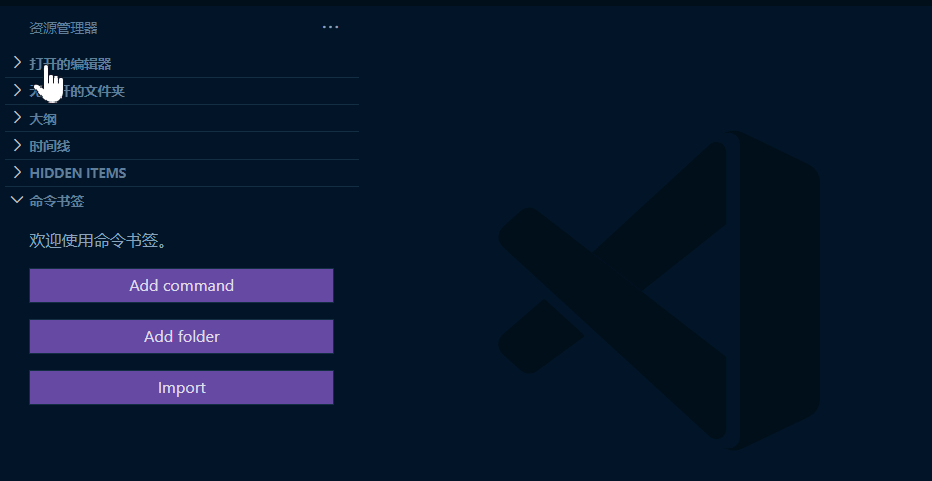 资源管理器
打开的编辑器
无打开的文件夹
大纲
时间线
HIDDEN ITEMS
命令书签
欢迎使用命令书签。
Add command
Add folder
Import